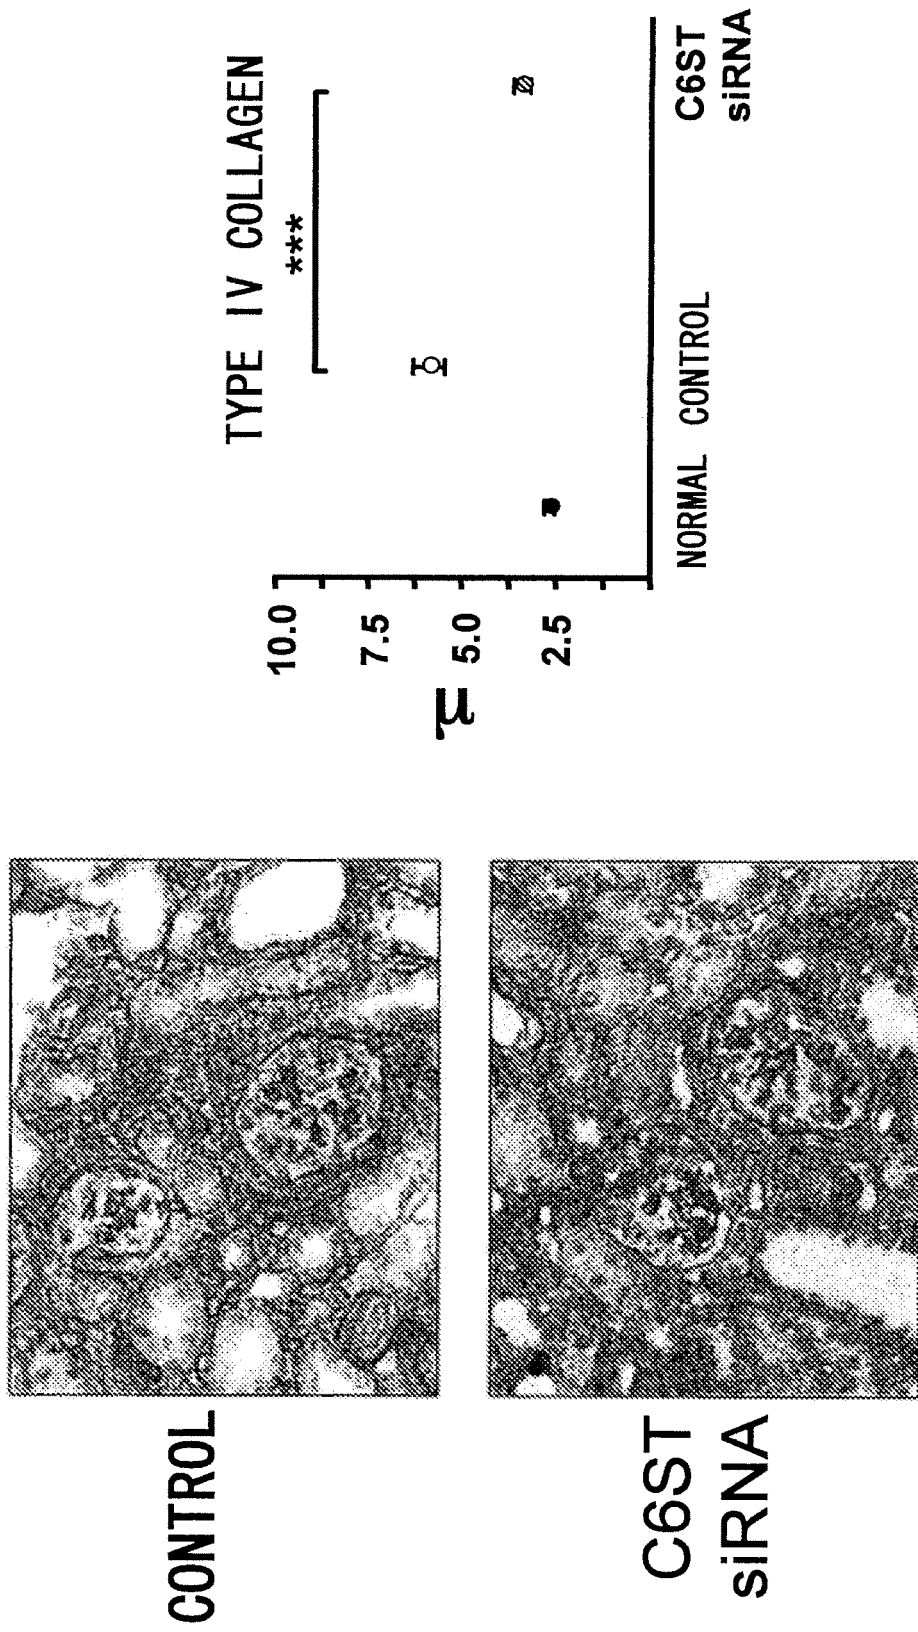 CONTROL
C6ST
siRNA
TYPE IV COLLAGEN
***
10.0
7.5
5.0
2.5
μ
NORMAL CONTROL
C6ST
siRNA